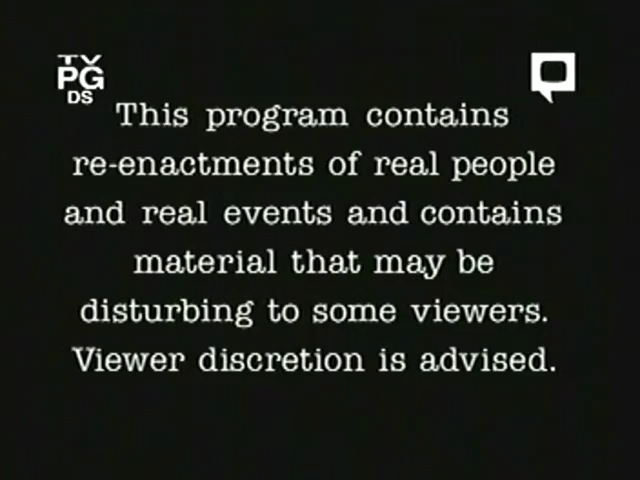 TV
PG
DS
This program contains
re-enactments of real people
and real events and contains
material that may be
disturbing to some viewers.
Viewer discretion is advised.